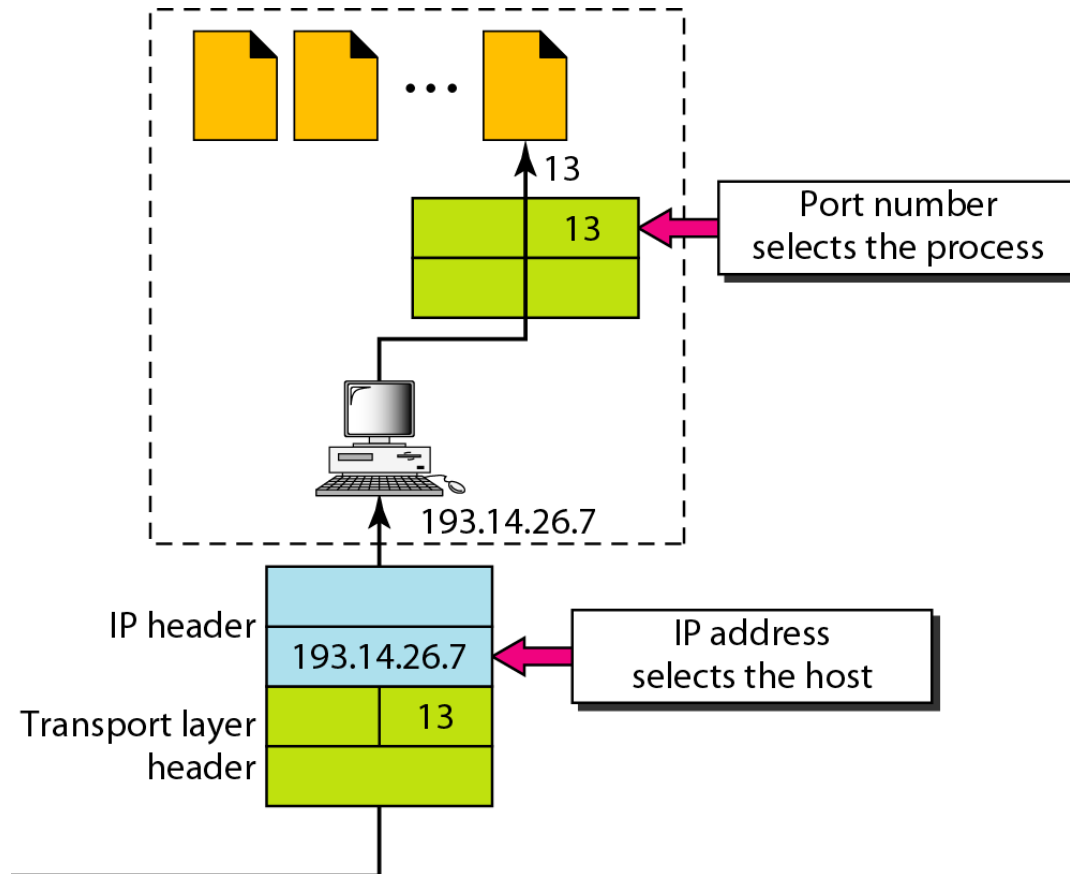 13
13
Port number
selects the process
193.14.26.7
IP header
193.14.26.7
IP address
selects the host
Transport layer
header
13